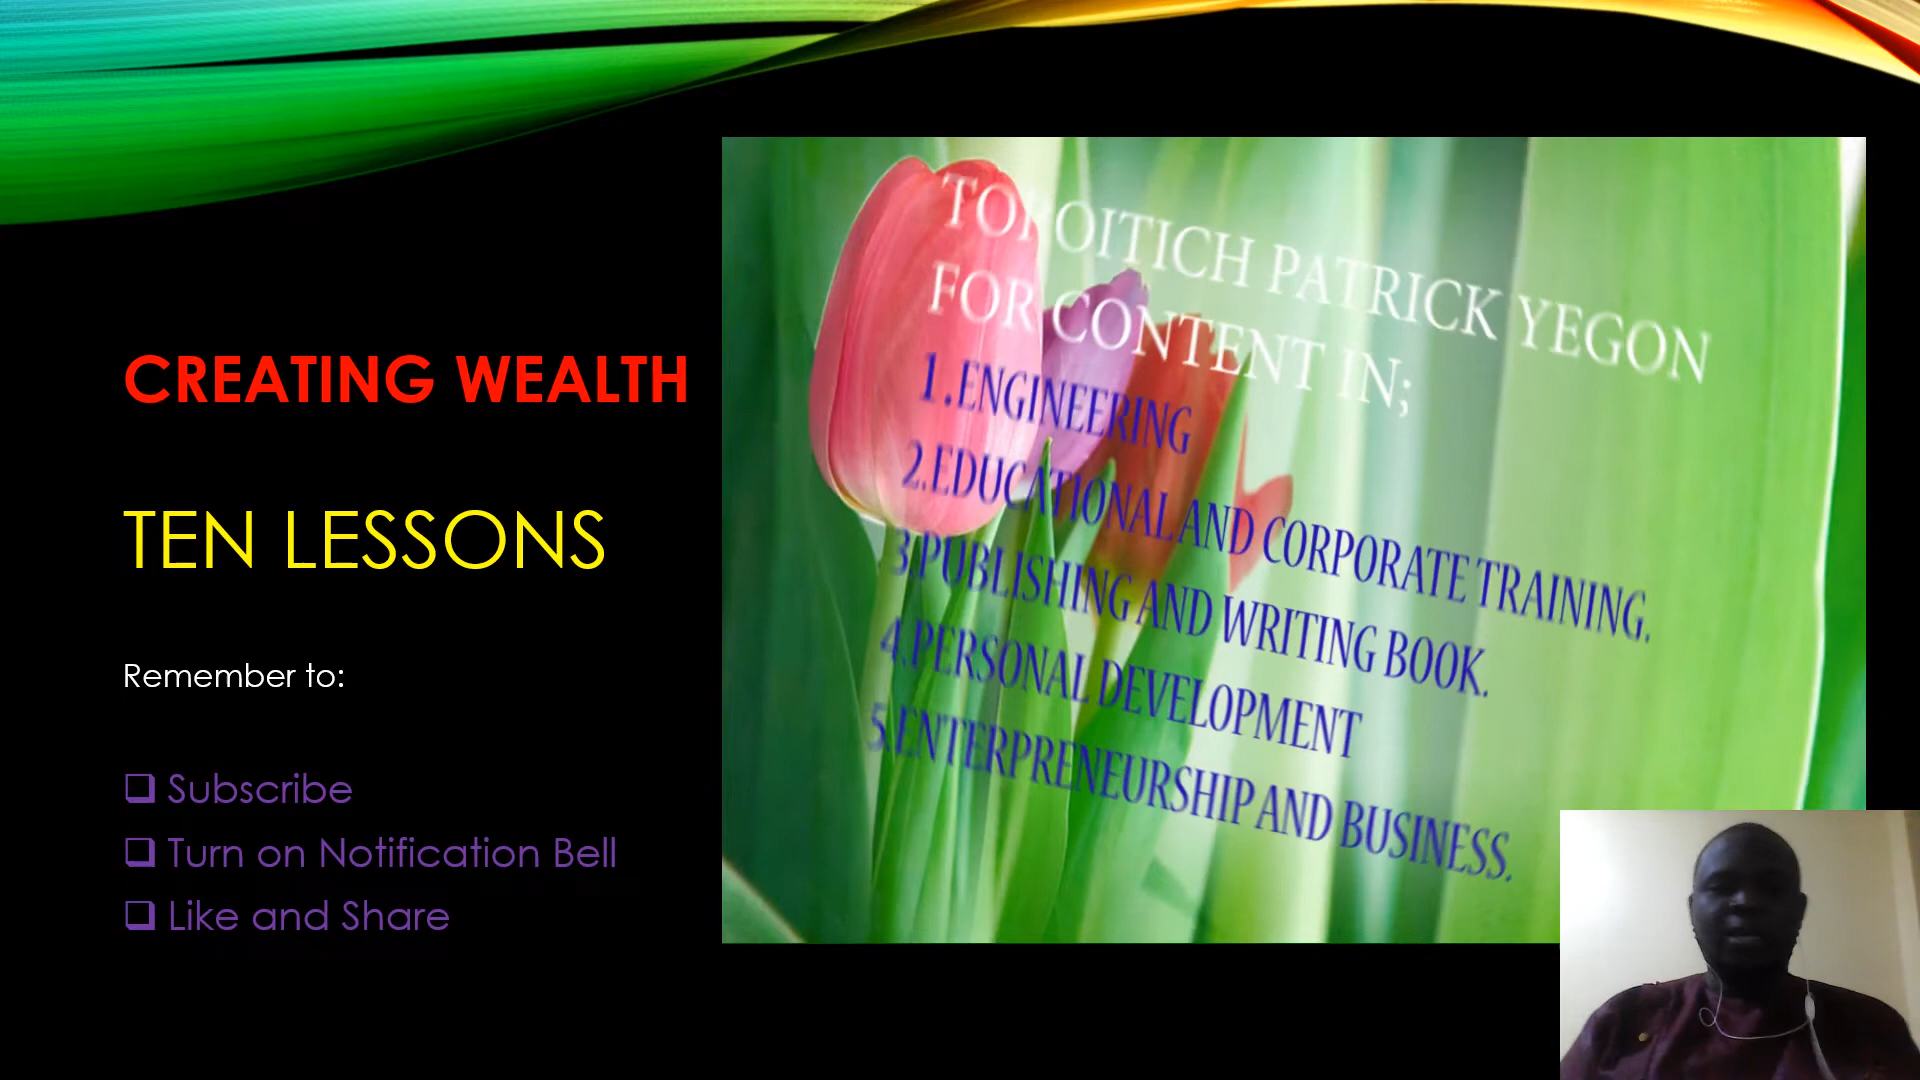 CREATING WEALTH
TEN LESSONS
Remember to:
❑ Subscribe
❑ Turn on Notification Bell
❑ Like and Share
PATRICK YEGON
FOR CONTENT IN;
1.ENGINEERING
2.EDUCATIONAL AND CORPORATE TRAINING.
3.PUBLISHING AND WRITING BOOK.
4.PERSONAL DEVELOPMENT
5.ENTERPRENEURSHIP AND BUSINESS.